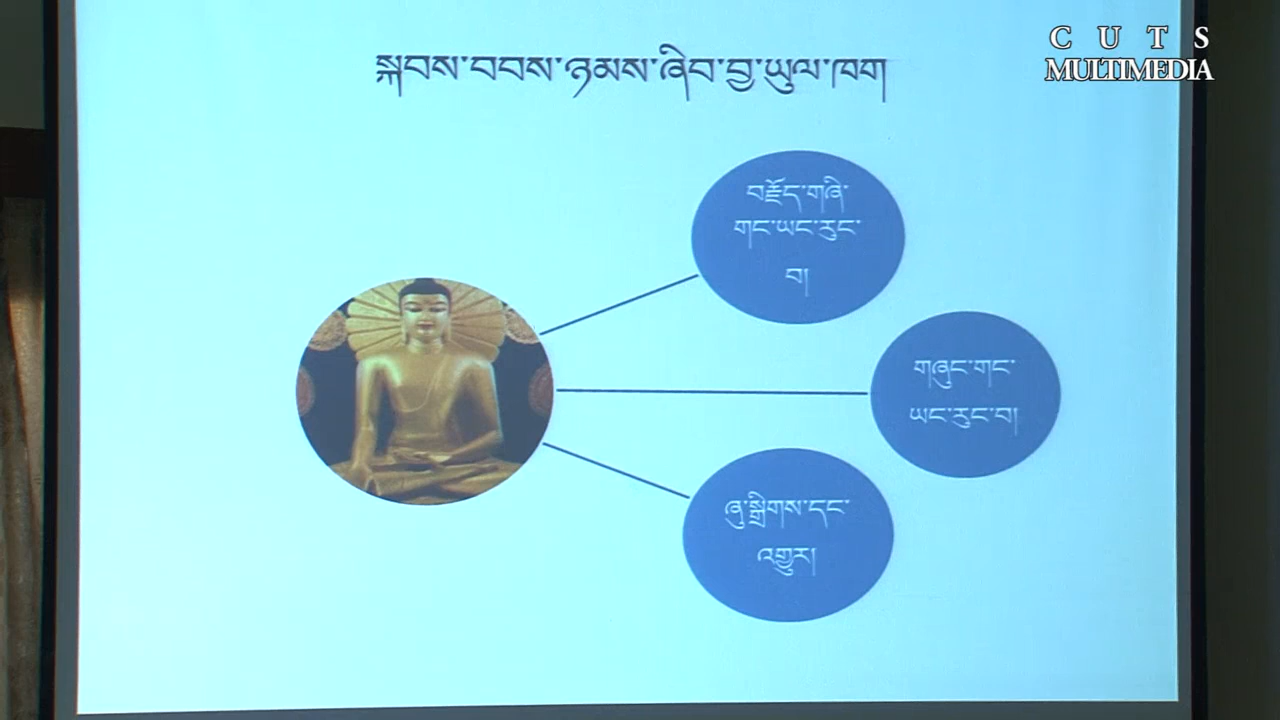 སྐབས་བབས་ཉམས་ཞིབ་བྱ་ཡུལ་ཁག
C U T S
MULTIMEDIA
བརྗོད་གཞི་
གང་ཡང་རུང་
བ།
གཞུང་གང་
ཡང་རུང་བ།
ཞུ་སྒྲིགས་དང་
འགྱུར།